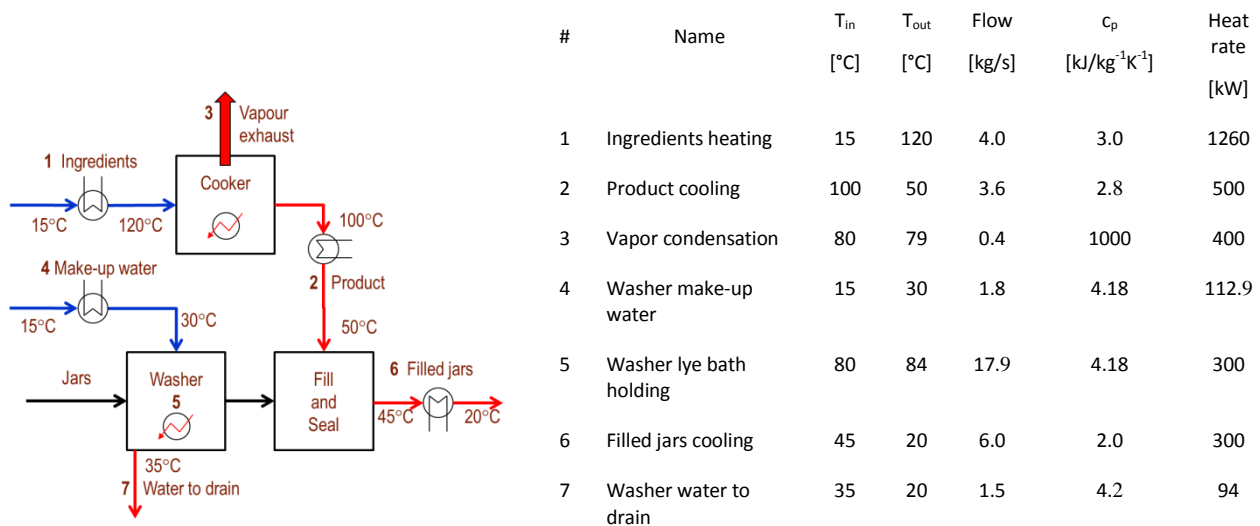 3 Vapour
exhaust
1 Ingredients
Cooker
15°C
120°C
100°C
4 Make-up water
2 Product
15°C
30°C
50°C
Jars
Washer
5
Fill
and
Seal
6 Filled jars
45°C
20°C
35°C
7 Water to drain
# Name T_in T_out Flow c_p Heat
rate
[°C] [°C] [kg/s] [kJ/kg⁻¹K⁻¹]
[kW]
1 Ingredients heating 15 120 4.0 3.0 1260
2 Product cooling 100 50 3.6 2.8 500
3 Vapor condensation 80 79 0.4 1000 400
4 Washer make-up 15 30 1.8 4.18 112.9
water
5 Washer lye bath 80 84 17.9 4.18 300
holding
6 Filled jars cooling 45 20 6.0 2.0 300
7 Washer water to 35 20 1.5 4.2 94
drain